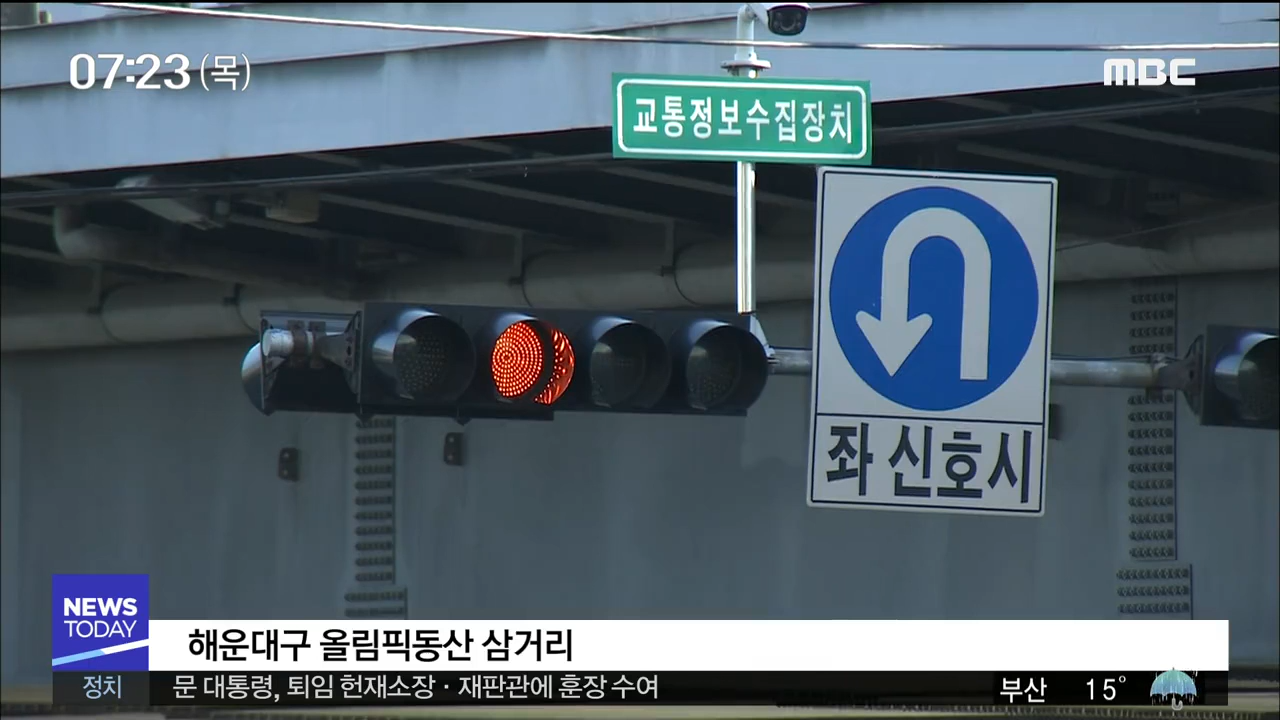 07:23 (목)
MBC
교통정보수집장치
좌 신호시
NEWS
TODAY
해운대구 올림픽동산 삼거리
정치 문 대통령, 퇴임 헌재소장·재판관에 훈장 수여 부산 15°